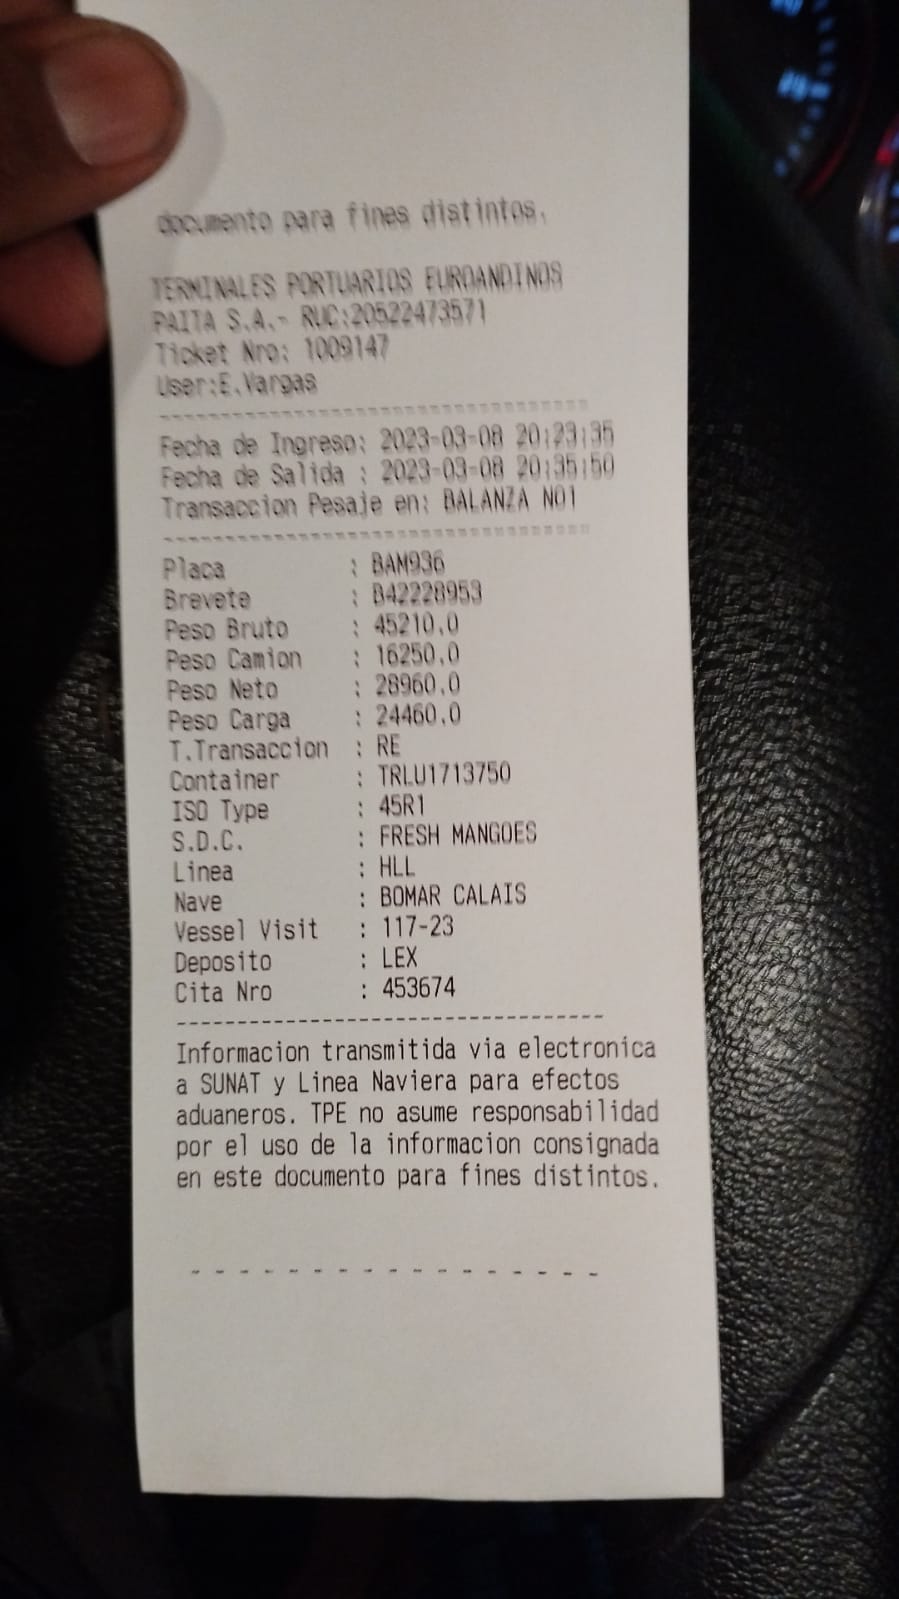 documento para fines distintos.
TERMINALES PORTUARIOS EUROANDINOS
PAITA S.A.- RUC:20522473571
Ticket Nro: 1009147
User:E.Vargas
------------------------------------
Fecha de Ingreso: 2023-03-08 20:23:35
Fecha de Salida : 2023-03-08 20:35:50
Transaccion Pesaje en: BALANZA N01
------------------------------------
Placa : BAM936
Brevete : B42228953
Peso Bruto : 45210.0
Peso Camion : 16250.0
Peso Neto : 28960.0
Peso Carga : 24460.0
T.Transaccion : RE
Container : TRLU1713750
ISO Type : 45R1
S.D.C. : FRESH MANGOES
Linea : HLL
Nave : BOMAR CALAIS
Vessel Visit : 117-23
Deposito : LEX
Cita Nro : 453674
------------------------------------
Informacion transmitida via electronica
a SUNAT y Linea Naviera para efectos
aduaneros. TPE no asume responsabilidad
por el uso de la informacion consignada
en este documento para fines distintos.
- - - - - - - - - - - - - - - - -